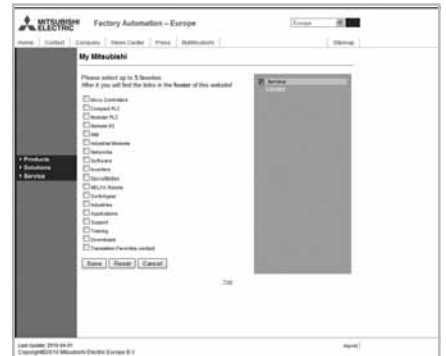 MITSUBISHI ELECTRIC
Factory Automation – Europe
Europe
Home Contact Company News Center Press MyMitsubishi Sitemap
My Mitsubishi
Please select up to 5 favorites.
After it you will find the links in the footer of this website!
Micro Controllers
Compact PLC
Modular PLC
Remote I/O
HMI
Industrial Modems
Networks
Software
Inverters
Servo/Motion
MELFA Robots
Switchgear
Industries
Applications
Support
Training
Downloads
Translation Favorites.contact
Save Reset Cancel
Top
Service
Products
Solutions
Service
Last Update: 2010-04-01
Copyright©2010 Mitsubishi Electric Europe B.V.